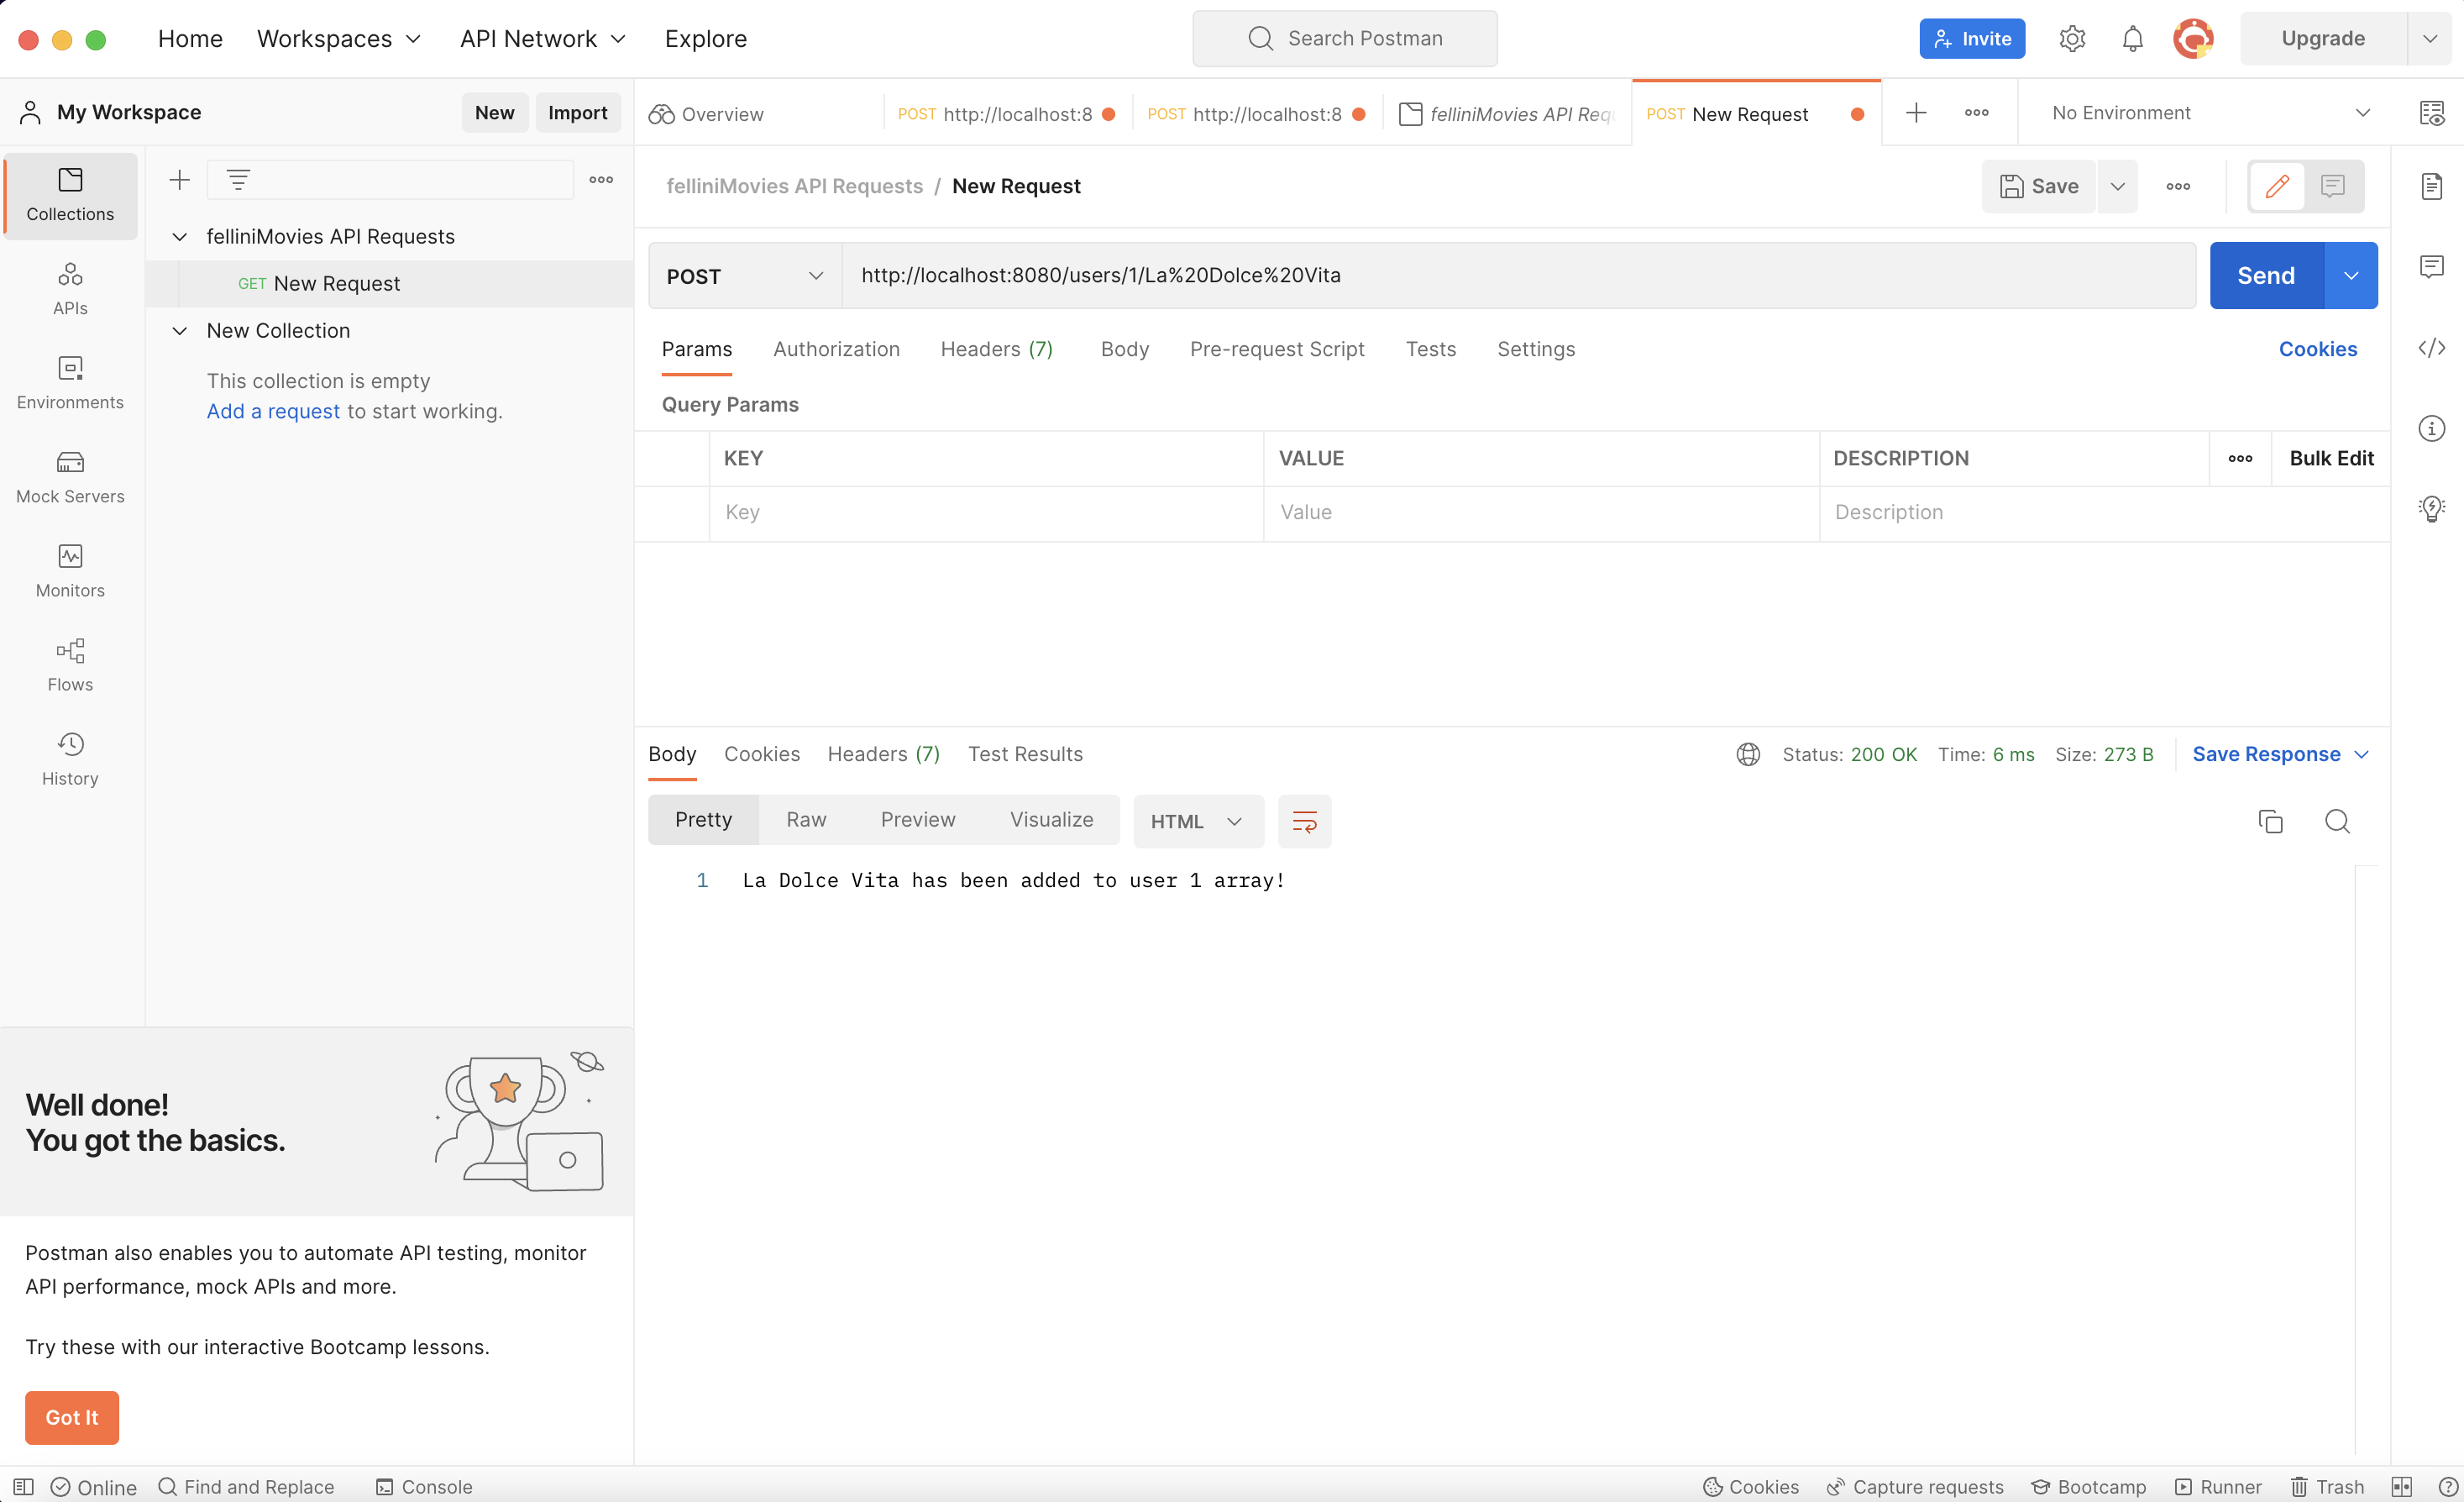 Home Workspaces API Network Explore Search Postman Invite Upgrade
My Workspace New Import
Overview POST http://localhost:8 POST http://localhost:8 felliniMovies API Requ POST New Request No Environment
Collections
APIs
Environments
Mock Servers
Monitors
Flows
History
felliniMovies API Requests
GET New Request
New Collection
This collection is empty
Add a request to start working.
Well done!
You got the basics.
Postman also enables you to automate API testing, monitor
API performance, mock APIs and more.
Try these with our interactive Bootcamp lessons.
Got It
felliniMovies API Requests / New Request Save
POST http://localhost:8080/users/1/La%20Dolce%20Vita Send
Params Authorization Headers (7) Body Pre-request Script Tests Settings Cookies
Query Params
KEY VALUE DESCRIPTION Bulk Edit
Key Value Description
Body Cookies Headers (7) Test Results Status: 200 OK Time: 6 ms Size: 273 B Save Response
Pretty Raw Preview Visualize HTML
1 La Dolce Vita has been added to user 1 array!
Online Find and Replace Console Cookies Capture requests Bootcamp Runner Trash